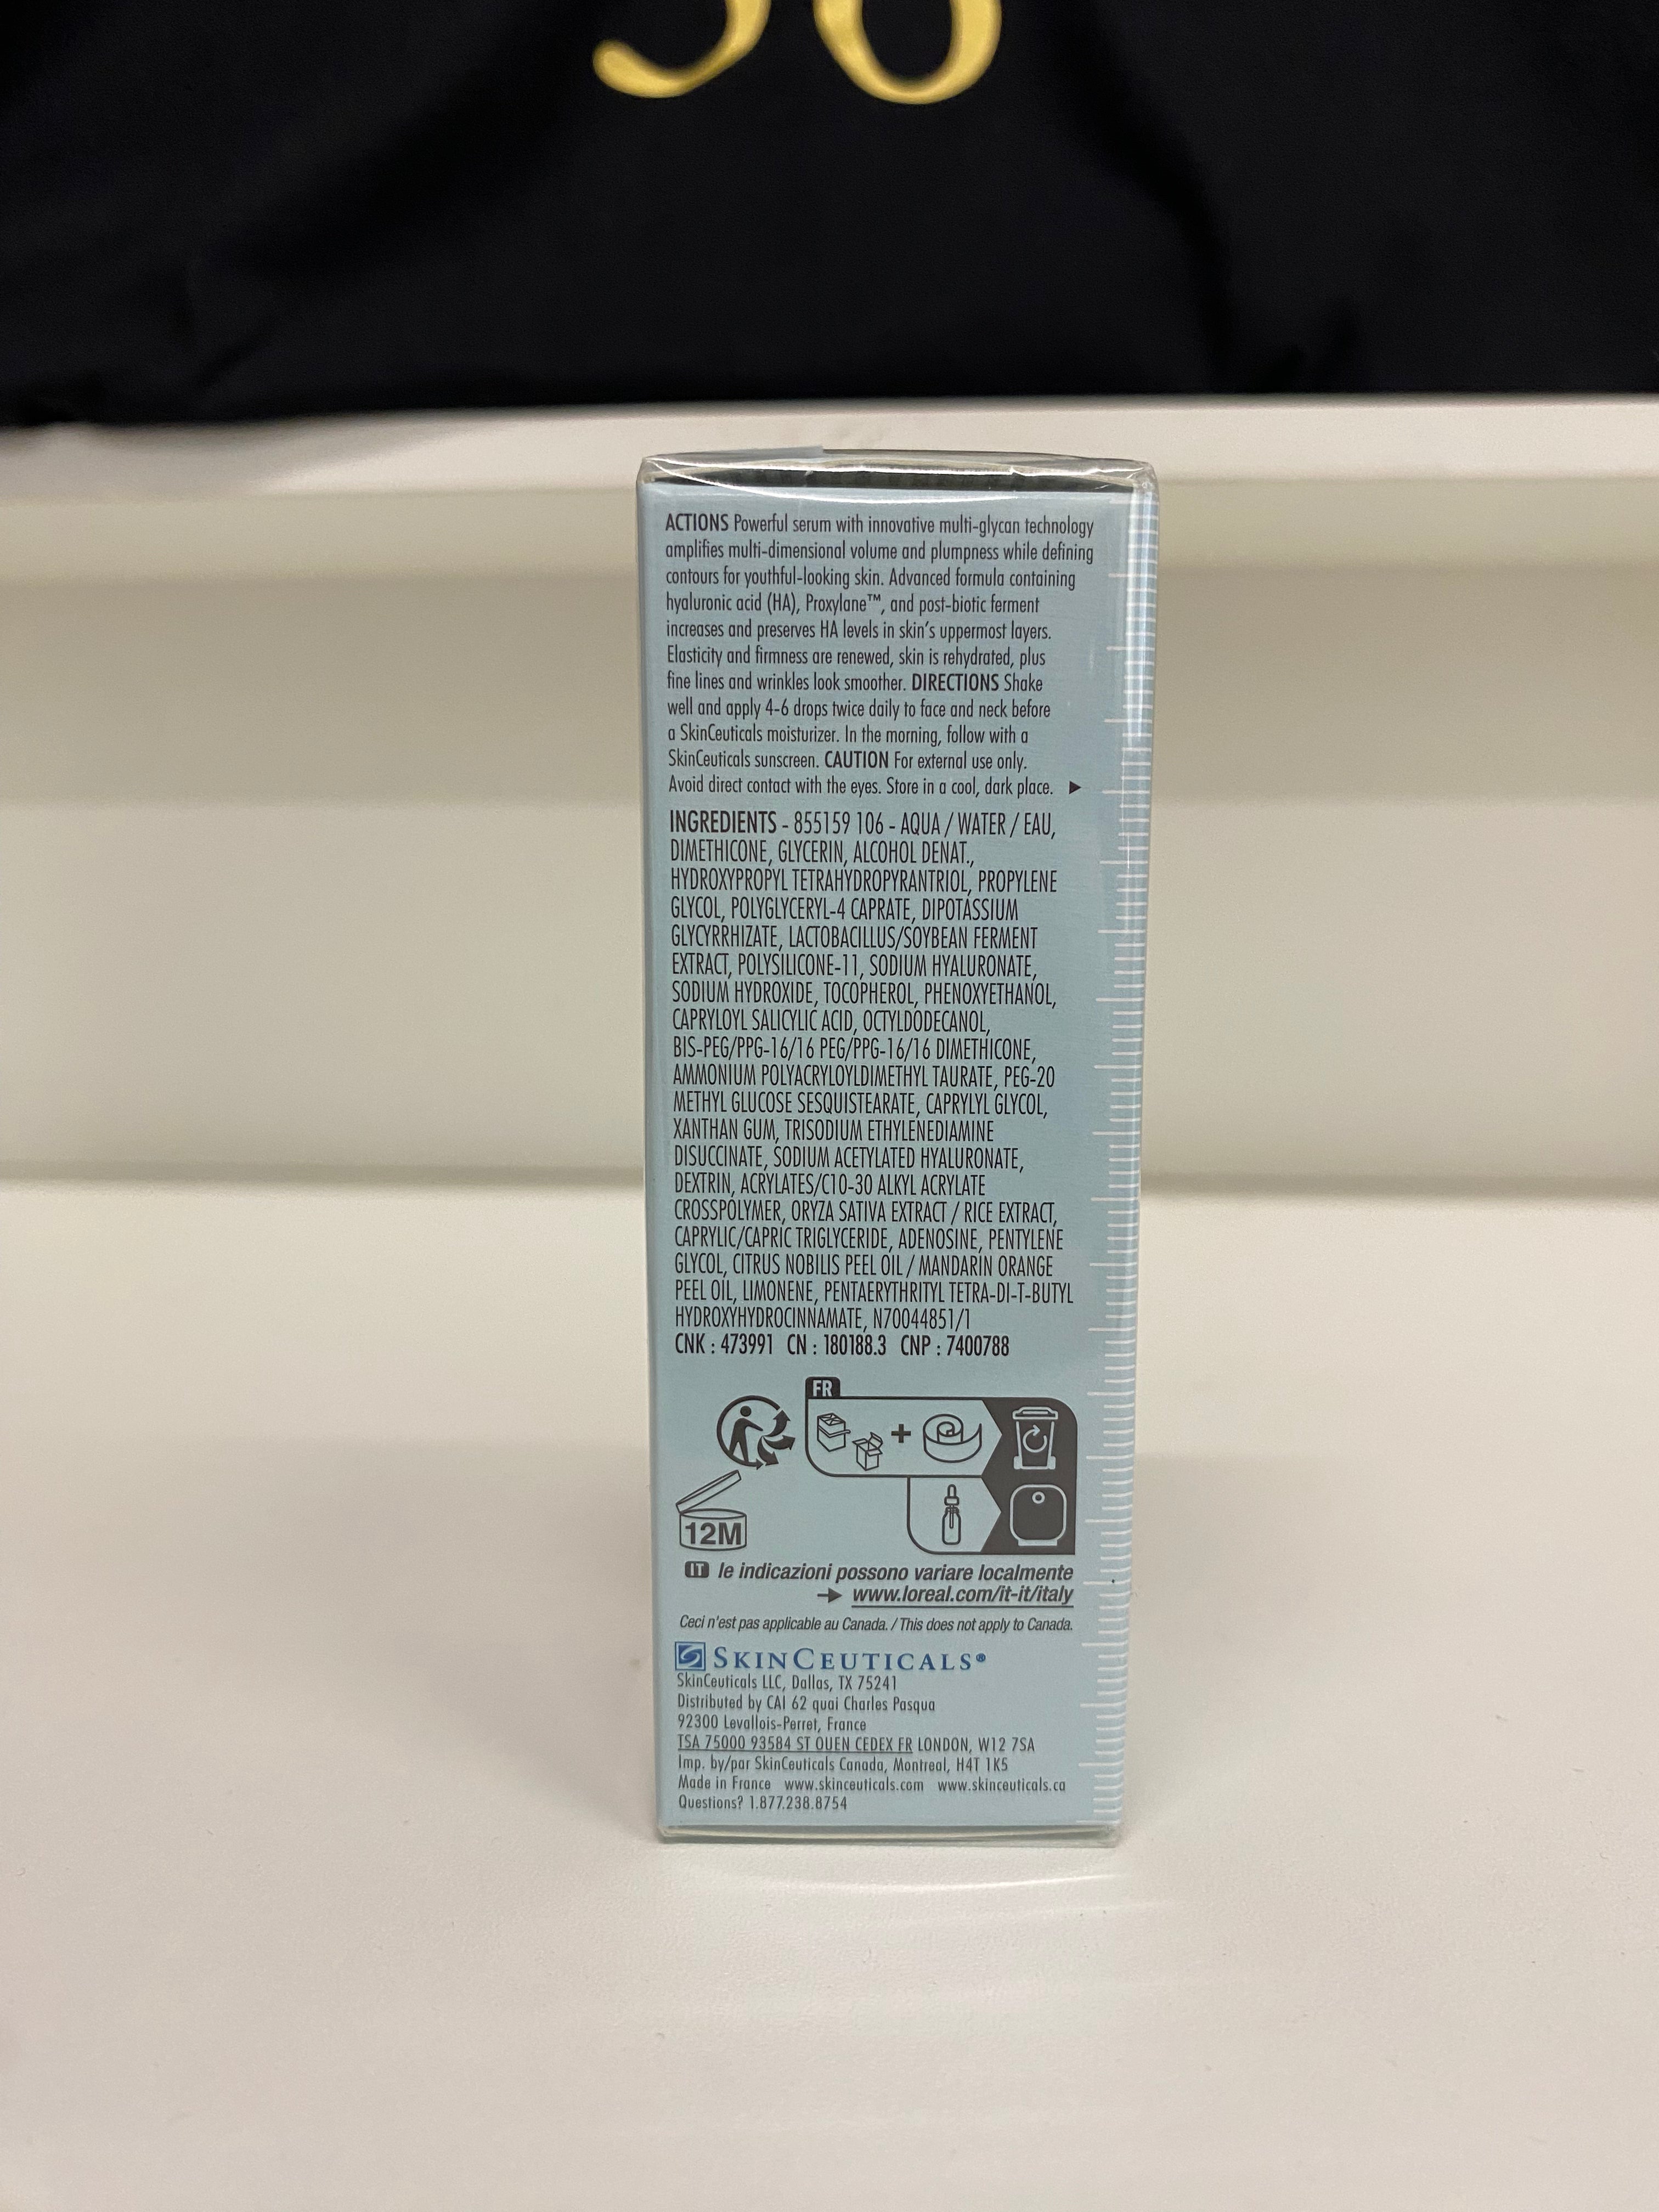 ACTIONS Powerful serum with innovative multi-glycan technology
amplifies multi-dimensional volume and plumpness while defining
contours for youthful-looking skin. Advanced formula containing
hyaluronic acid (HA), Proxylane™, and post-biotic ferment
increases and preserves HA levels in skin's uppermost layers.
Elasticity and firmness are renewed, skin is rehydrated, plus
fine lines and wrinkles look smoother. DIRECTIONS Shake
well and apply 4-6 drops twice daily to face and neck before
a SkinCeuticals moisturizer. In the morning, follow with a
SkinCeuticals sunscreen. CAUTION For external use only.
Avoid direct contact with the eyes. Store in a cool, dark place. ►
INGREDIENTS - 855159 106 - AQUA / WATER / EAU,
DIMETHICONE, GLYCERIN, ALCOHOL DENAT.,
HYDROXYPROPYL TETRAHYDROPYRANTRIOL, PROPYLENE
GLYCOL, POLYGLYCERYL-4 CAPRATE, DIPOTASSIUM
GLYCYRRHIZATE, LACTOBACILLUS/SOYBEAN FERMENT
EXTRACT, POLYSILICONE-11, SODIUM HYALURONATE,
SODIUM HYDROXIDE, TOCOPHEROL, PHENOXYETHANOL,
CAPRYLOYL SALICYLIC ACID, OCTYLDODECANOL,
BIS-PEG/PPG-16/16 PEG/PPG-16/16 DIMETHICONE,
AMMONIUM POLYACRYLOYLDIMETHYL TAURATE, PEG-20
METHYL GLUCOSE SESQUISTEARATE, CAPRYLYL GLYCOL,
XANTHAN GUM, TRISODIUM ETHYLENEDIAMINE
DISUCCINATE, SODIUM ACETYLATED HYALURONATE,
DEXTRIN, ACRYLATES/C10-30 ALKYL ACRYLATE
CROSSPOLYMER, ORYZA SATIVA EXTRACT / RICE EXTRACT,
CAPRYLIC/CAPRIC TRIGLYCERIDE, ADENOSINE, PENTYLENE
GLYCOL, CITRUS NOBILIS PEEL OIL / MANDARIN ORANGE
PEEL OIL, LIMONENE, PENTAERYTHRITYL TETRA-DI-T-BUTYL
HYDROXYHYDROCINNAMATE, N70044851/1
CNK : 473991 CN : 180188.3 CNP : 7400788
FR
+
12M
IT le indicazioni possono variare localmente
➔ www.loreal.com/it-it/italy
Ceci n'est pas applicable au Canada. / This does not apply to Canada.
SKINCEUTICALS®
SkinCeuticals LLC, Dallas, TX 75241
Distributed by CAI 62 quai Charles Pasqua
92300 Levallois-Perret, France
TSA 75000 93584 ST OUEN CEDEX FR LONDON, W12 7SA
Imp. by/par SkinCeuticals Canada, Montreal, H4T 1K5
Made in France www.skinceuticals.com www.skinceuticals.ca
Questions? 1.877.238.8754